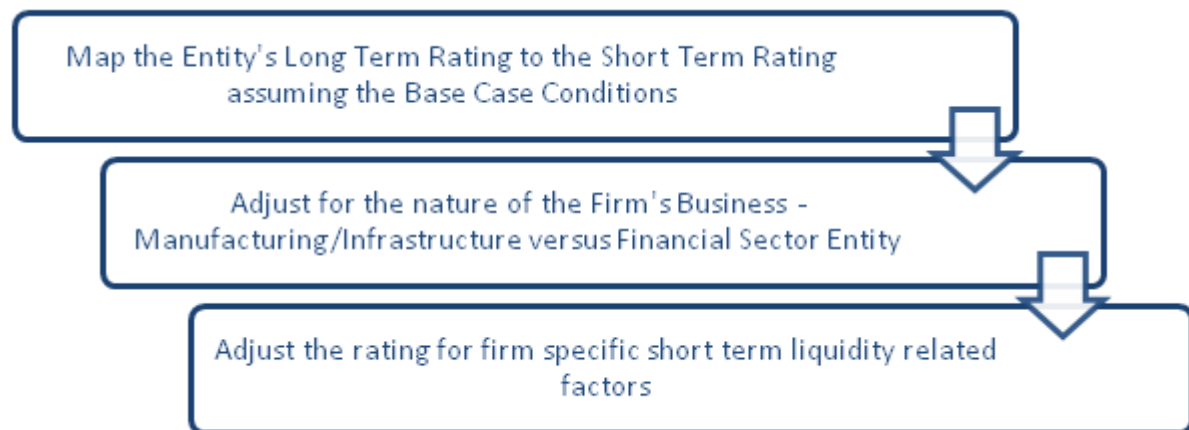 Map the Entity's Long Term Rating to the Short Term Rating
assuming the Base Case Conditions
Adjust for the nature of the Firm's Business -
Manufacturing/Infrastructure versus Financial Sector Entity
Adjust the rating for firm specific short term liquidity related
factors